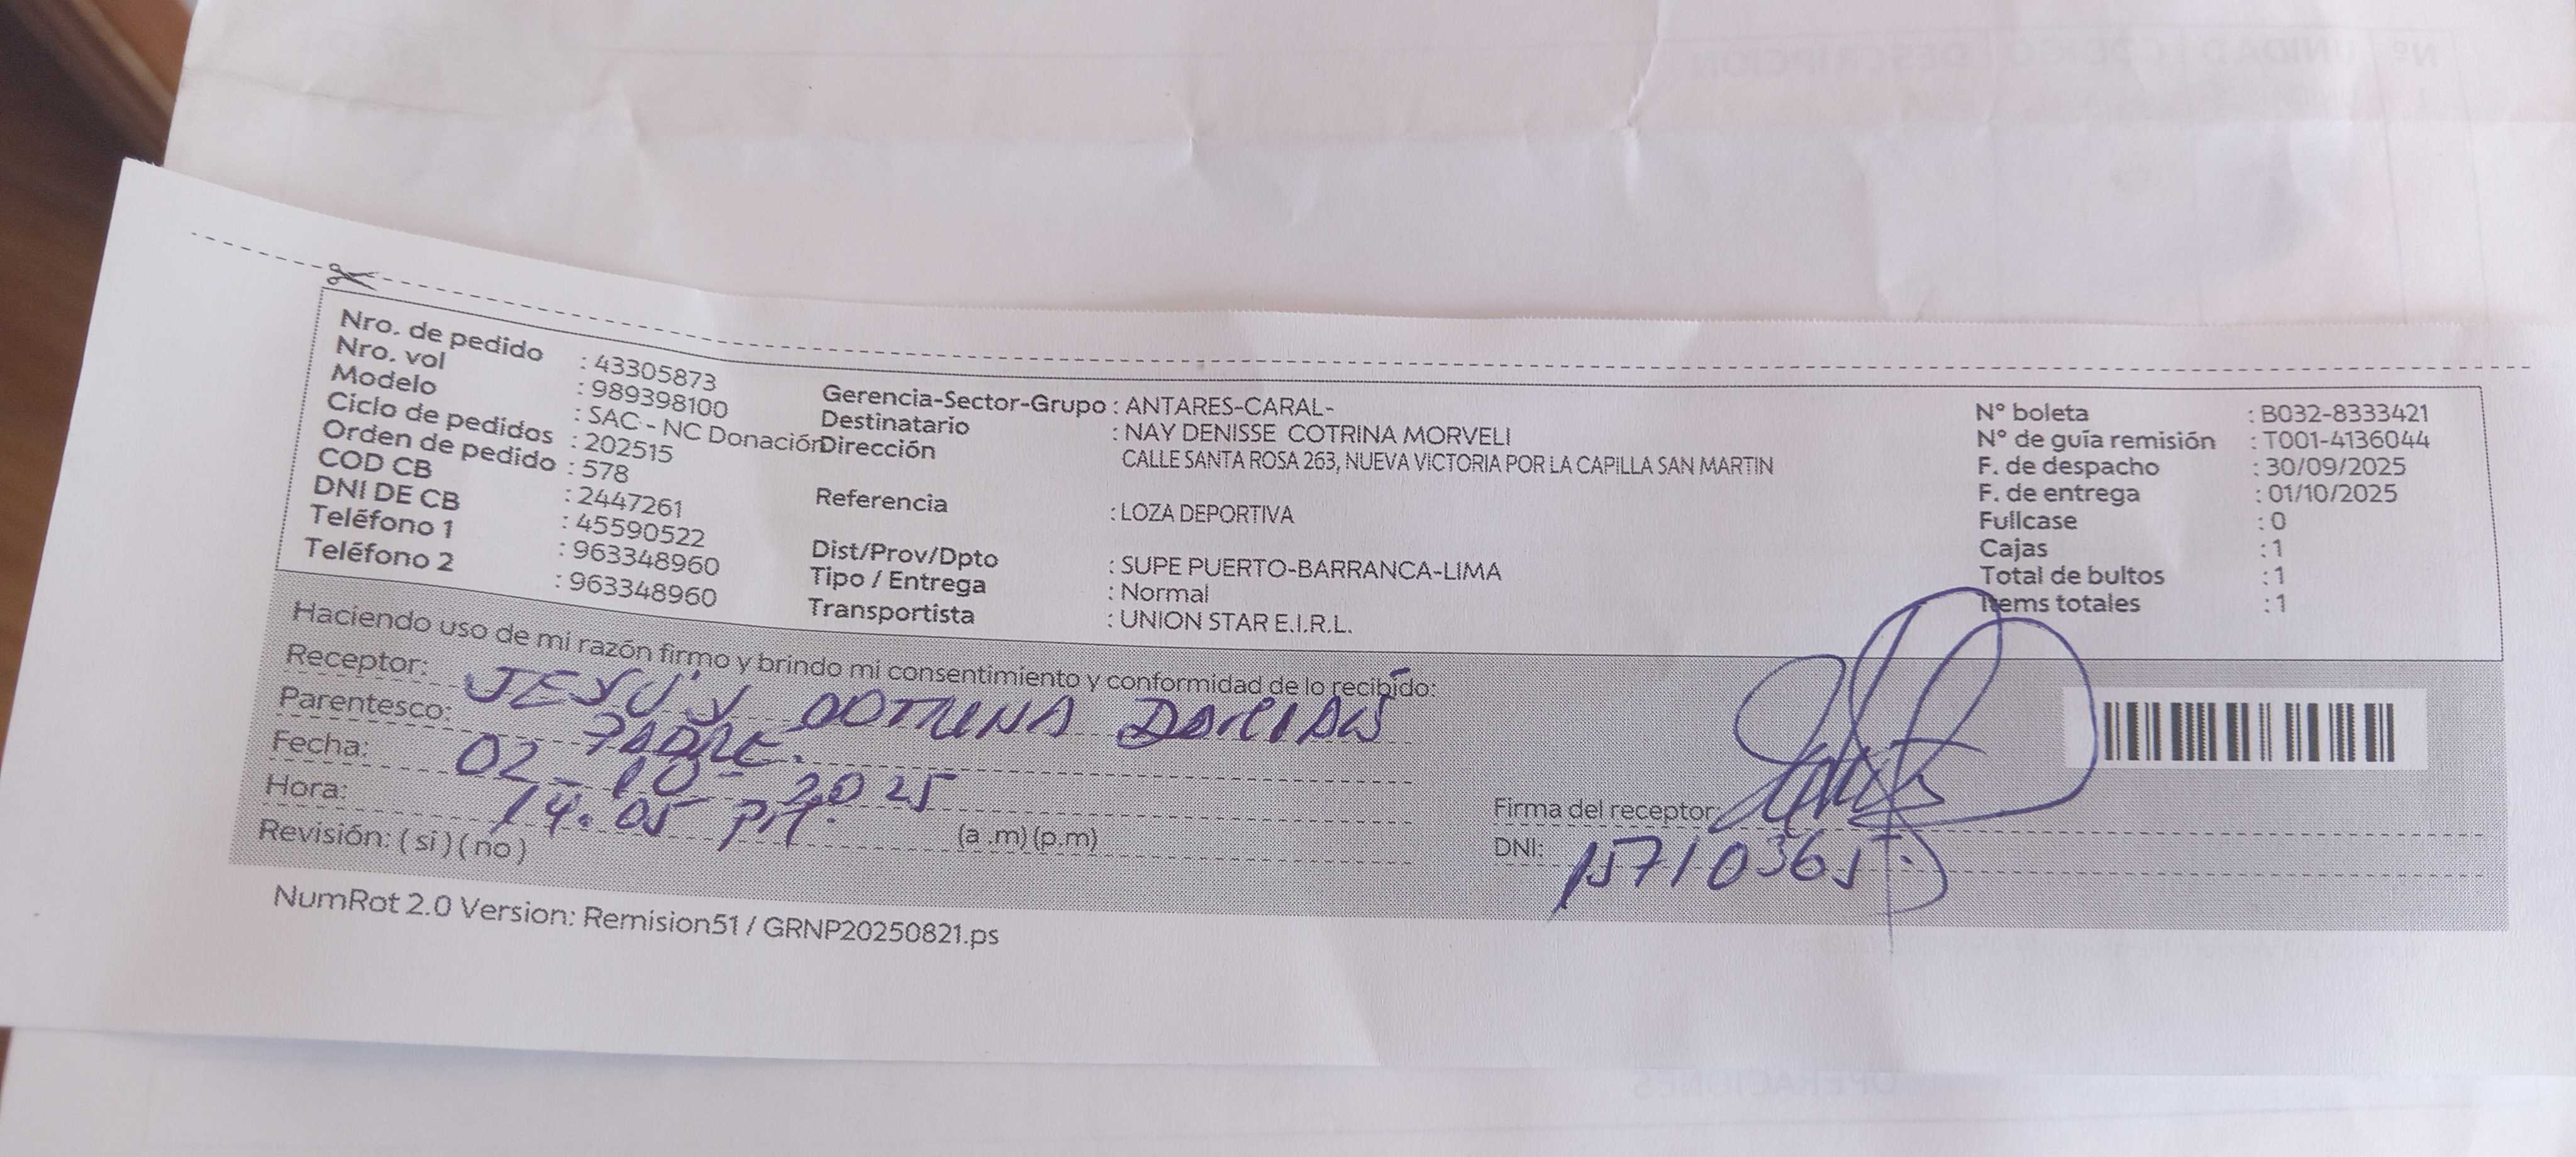 Nro. de pedido : 43305873
Nro. vol : 989398100
Modelo : SAC - NC Donación
Ciclo de pedidos : 202515
Orden de pedido : 578
COD CB : 2447261
DNI DE CB : 45590522
Teléfono 1 : 963348960
Teléfono 2 : 963348960
Gerencia-Sector-Grupo : ANTARES-CARAL-
Destinatario : NAY DENISSE COTRINA MORVELI
Dirección CALLE SANTA ROSA 263, NUEVA VICTORIA POR LA CAPILLA SAN MARTIN
Referencia : LOZA DEPORTIVA
Dist/Prov/Dpto : SUPE PUERTO-BARRANCA-LIMA
Tipo / Entrega : Normal
Transportista : UNION STAR E.I.R.L.
N° boleta : B032-8333421
N° de guía remisión : T001-4136044
F. de despacho : 30/09/2025
F. de entrega : 01/10/2025
Fullcase : 0
Cajas : 1
Total de bultos : 1
Items totales : 1
Haciendo uso de mi razón firmo y brindo mi consentimiento y conformidad de lo recibido:
Receptor: JESÚS COTRINA
Parentesco: PADRE.
Fecha: 02-10-2025
Hora: 14.05 PM. (a .m) (p.m)
Revisión: ( si ) ( no )
Firma del receptor:
DNI: 15710365
NumRot 2.0 Version: Remision51 / GRNP20250821.ps